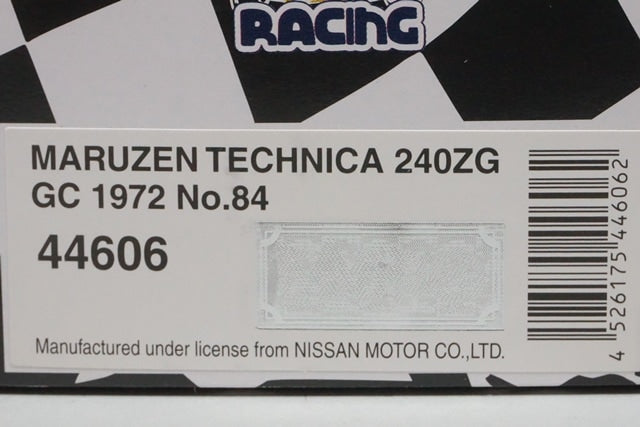 RACING
MARUZEN TECHNICA 240ZG
GC 1972 No.84
44606
Manufactured under license from NISSAN MOTOR CO.,LTD.
4 526175 446062